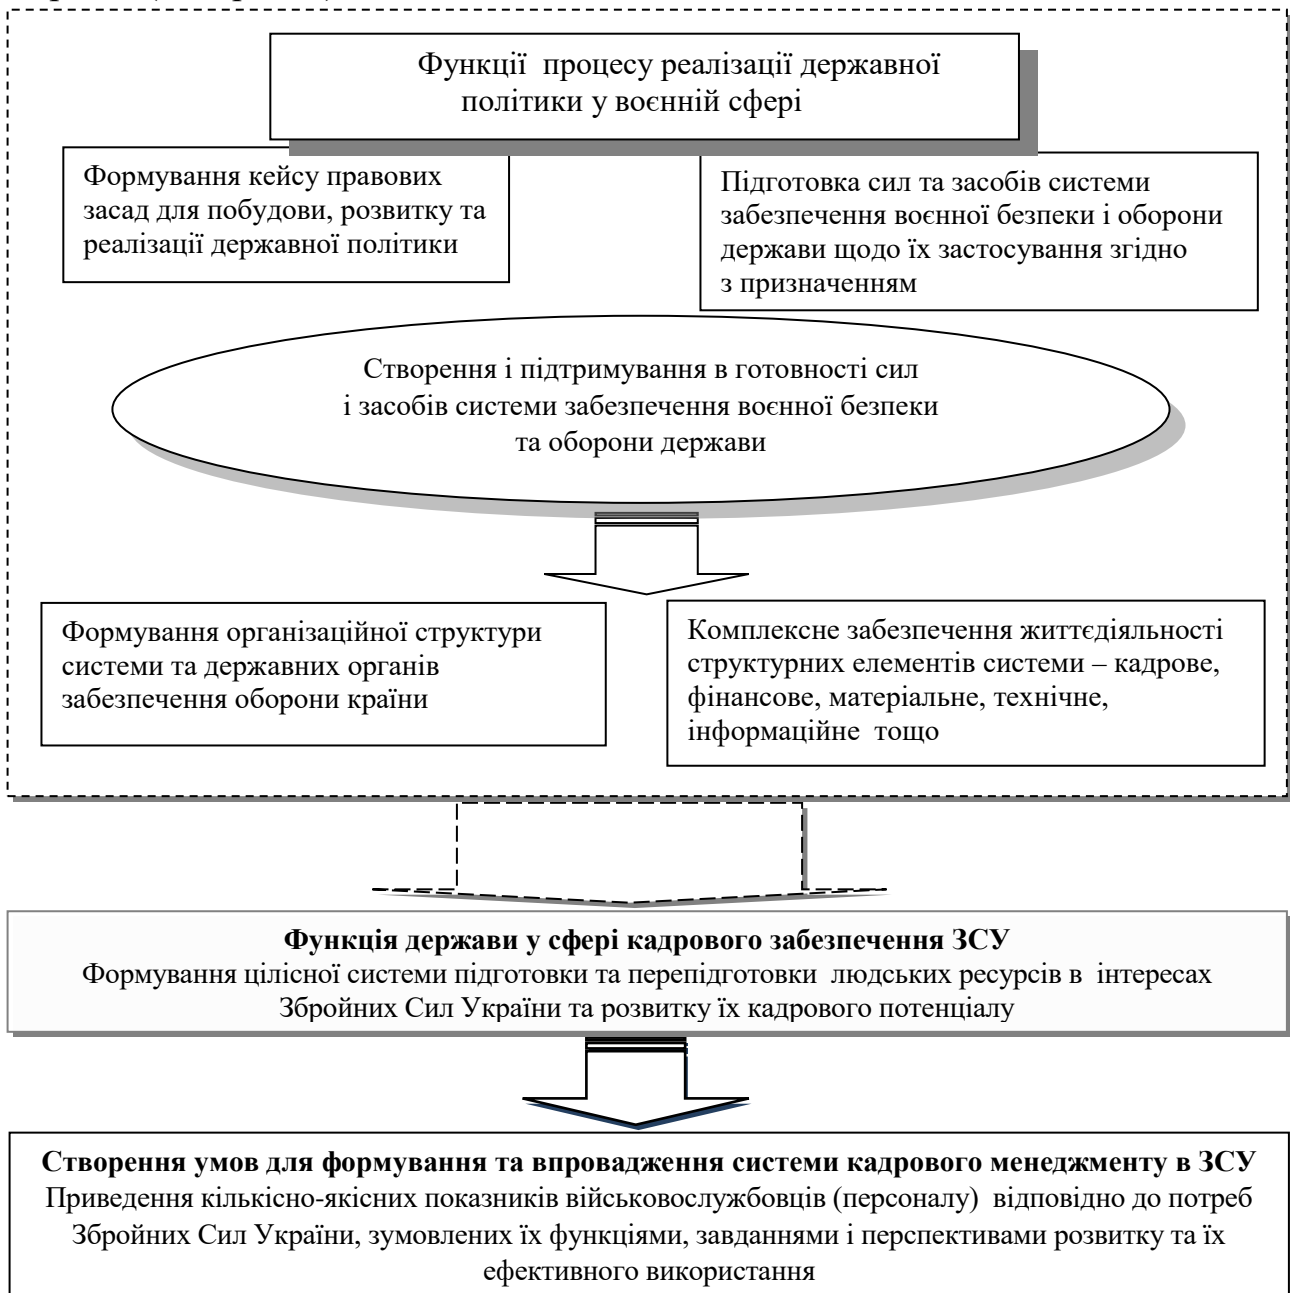 Функції процесу реалізації державної
політики у воєнній сфері
Формування кейсу правових
засад для побудови, розвитку та
реалізації державної політики
Підготовка сил та засобів системи
забезпечення воєнної безпеки і оборони
держави щодо їх застосування згідно
з призначенням
Створення і підтримування в готовності сил
і засобів системи забезпечення воєнної безпеки
та оборони держави
Формування організаційної структури
системи та державних органів
забезпечення оборони країни
Комплексне забезпечення життєдіяльності
структурних елементів системи – кадрове,
фінансове, матеріальне, технічне,
інформаційне тощо
Функція держави у сфері кадрового забезпечення ЗСУ
Формування цілісної системи підготовки та перепідготовки людських ресурсів в інтересах
Збройних Сил України та розвитку їх кадрового потенціалу
Створення умов для формування та впровадження системи кадрового менеджменту в ЗСУ
Приведення кількісно-якісних показників військовослужбовців (персоналу) відповідно до потреб
Збройних Сил України, зумовлених їх функціями, завданнями і перспективами розвитку та їх
ефективного використання